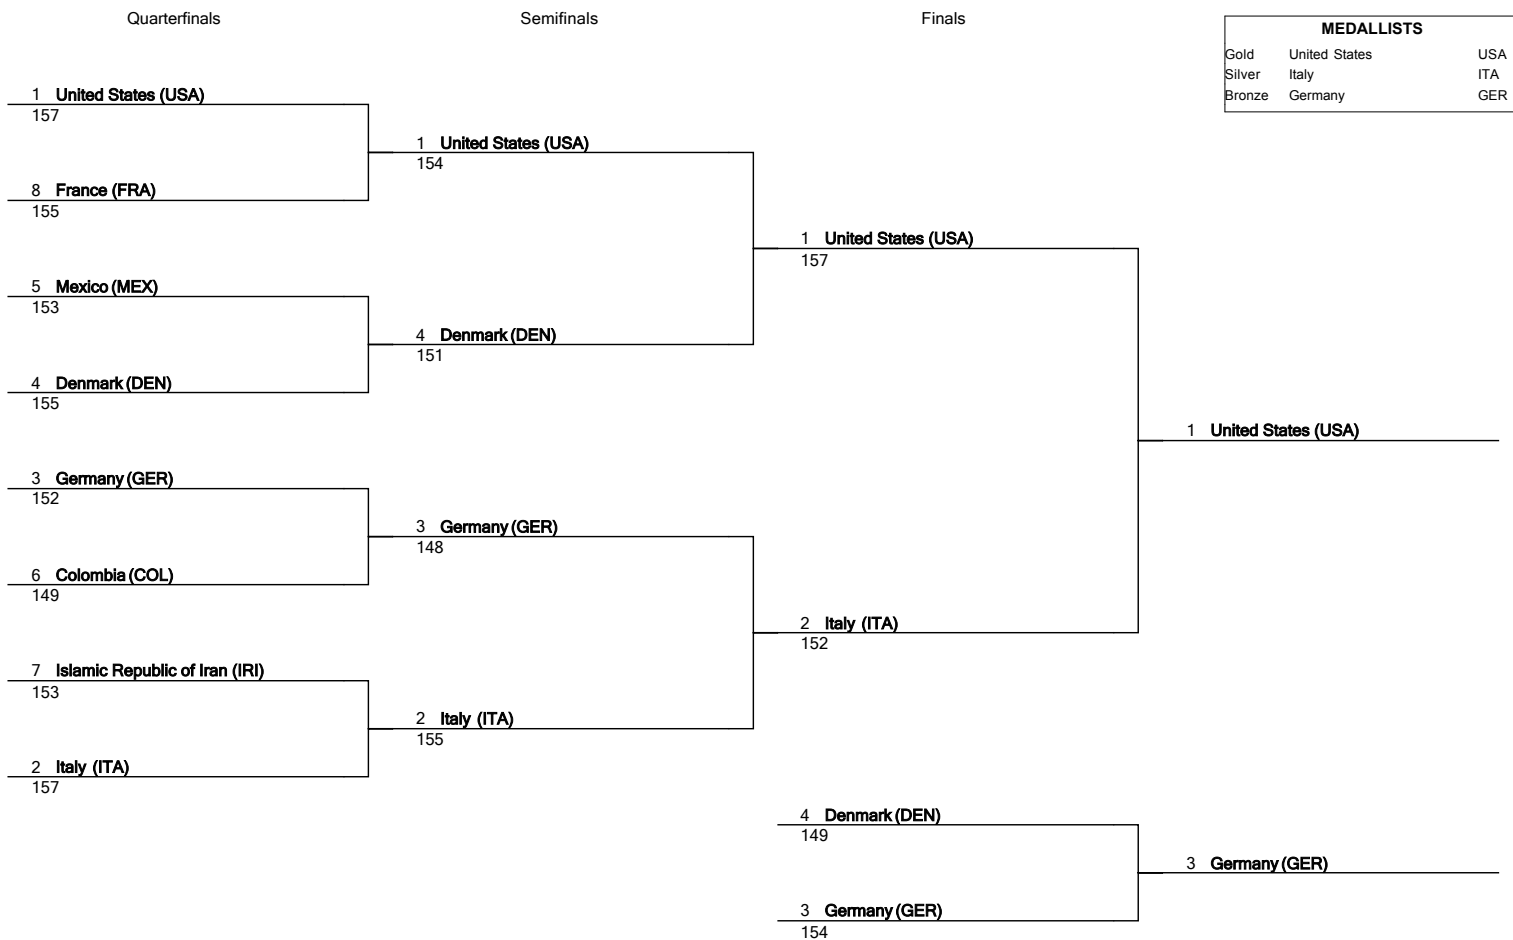 Quarterfinals Semifinals Finals
MEDALLISTS
Gold United States USA
Silver Italy ITA
Bronze Germany GER
1 United States (USA)
157
8 France (FRA)
155
5 Mexico (MEX)
153
4 Denmark (DEN)
155
3 Germany (GER)
152
6 Colombia (COL)
149
7 Islamic Republic of Iran (IRI)
153
2 Italy (ITA)
157
1 United States (USA)
154
4 Denmark (DEN)
151
3 Germany (GER)
148
2 Italy (ITA)
155
1 United States (USA)
157
2 Italy (ITA)
152
4 Denmark (DEN)
149
3 Germany (GER)
154
1 United States (USA)
3 Germany (GER)